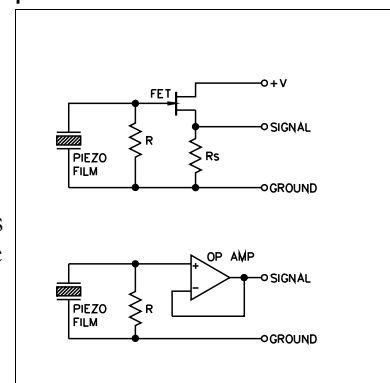 FET
+V
SIGNAL
R
Rs
PIEZO
FILM
GROUND
s
c
OP AMP
+
SIGNAL
−
R
PIEZO
FILM
GROUND